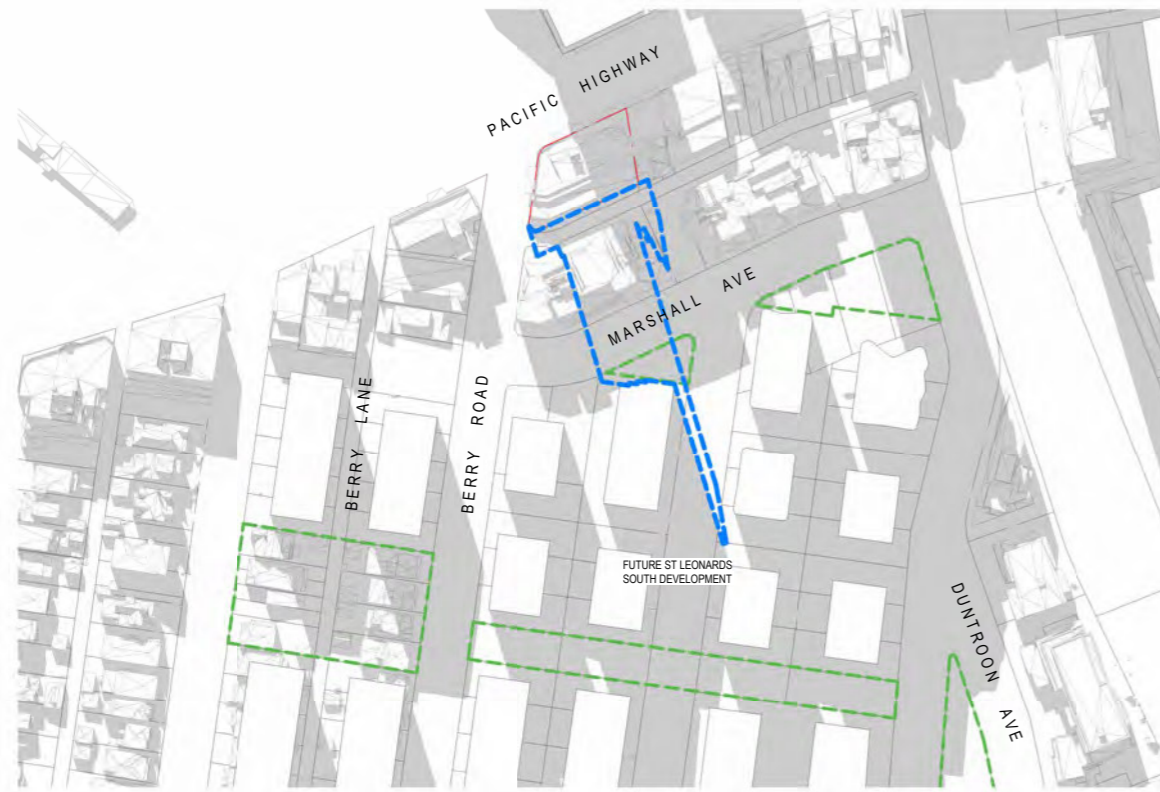 PACIFIC HIGHWAY
MARSHALL AVE
BERRY LANE
BERRY ROAD
FUTURE ST LEONARDS
SOUTH DEVELOPMENT
DUNTROON AVE